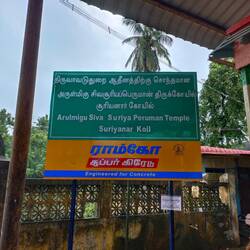 திருவாவடுதுறை ஆதீனத்திற்கு சொந்தமான
அருள்மிகு சிவசூரியப்பெருமான் திருக்கோயில்
சூரியனார் கோயில்
Arulmigu Siva Suriya Peruman Temple
Suriyanar Koil
ராம்கோ
சூப்பர் கிரேடு
Engineered for Concrete